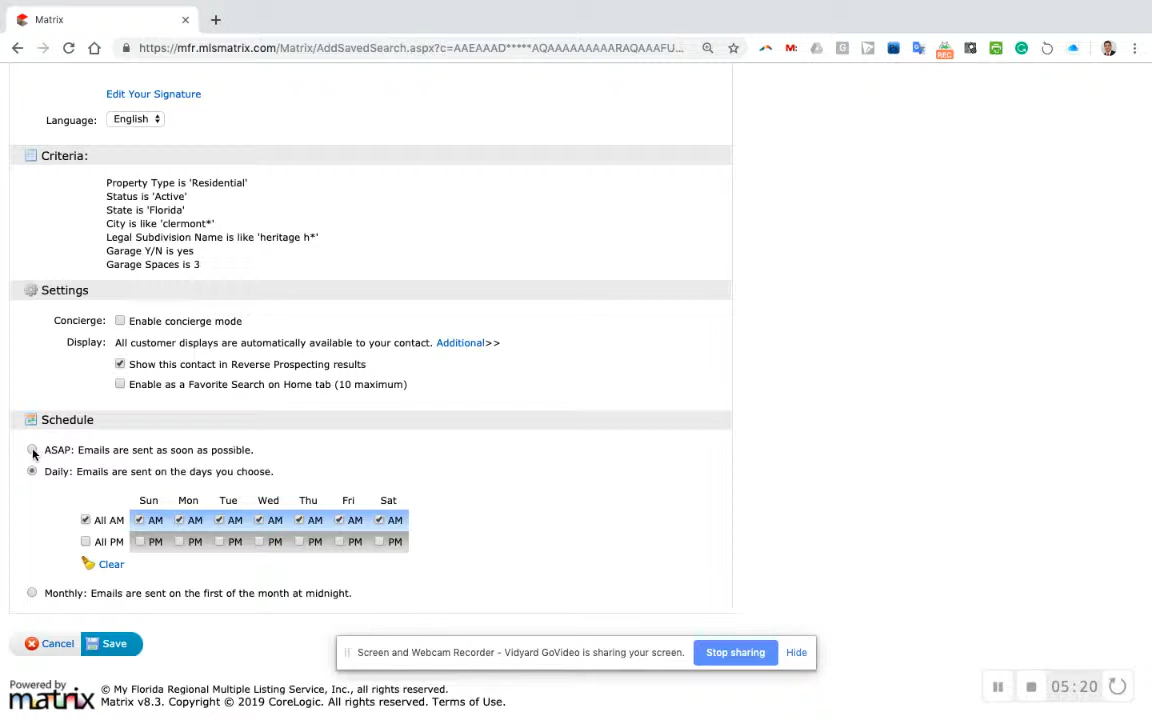 Matrix
https://mfr.mlsmatrix.com/Matrix/AddSavedSearch.aspx?c=AAEAAAD*****AQAAAAAAAAARAQAAAFU...
REC
Edit Your Signature
Language: English
Criteria:
Property Type is 'Residential'
Status is 'Active'
State is 'Florida'
City is like 'clermont*'
Legal Subdivision Name is like 'heritage h*'
Garage Y/N is yes
Garage Spaces is 3
Settings
Concierge: Enable concierge mode
Display: All customer displays are automatically available to your contact. Additional>>
Show this contact in Reverse Prospecting results
Enable as a Favorite Search on Home tab (10 maximum)
Schedule
ASAP: Emails are sent as soon as possible.
Daily: Emails are sent on the days you choose.
Sun Mon Tue Wed Thu Fri Sat
All AM AM AM AM AM AM AM AM
All PM PM PM PM PM PM PM PM
Clear
Monthly: Emails are sent on the first of the month at midnight.
Cancel Save
Screen and Webcam Recorder - Vidyard GoVideo is sharing your screen. Stop sharing Hide
05:20
Powered by
matrix
© My Florida Regional Multiple Listing Service, Inc., all rights reserved.
Matrix v8.3. Copyright © 2019 CoreLogic. All rights reserved. Terms of Use.